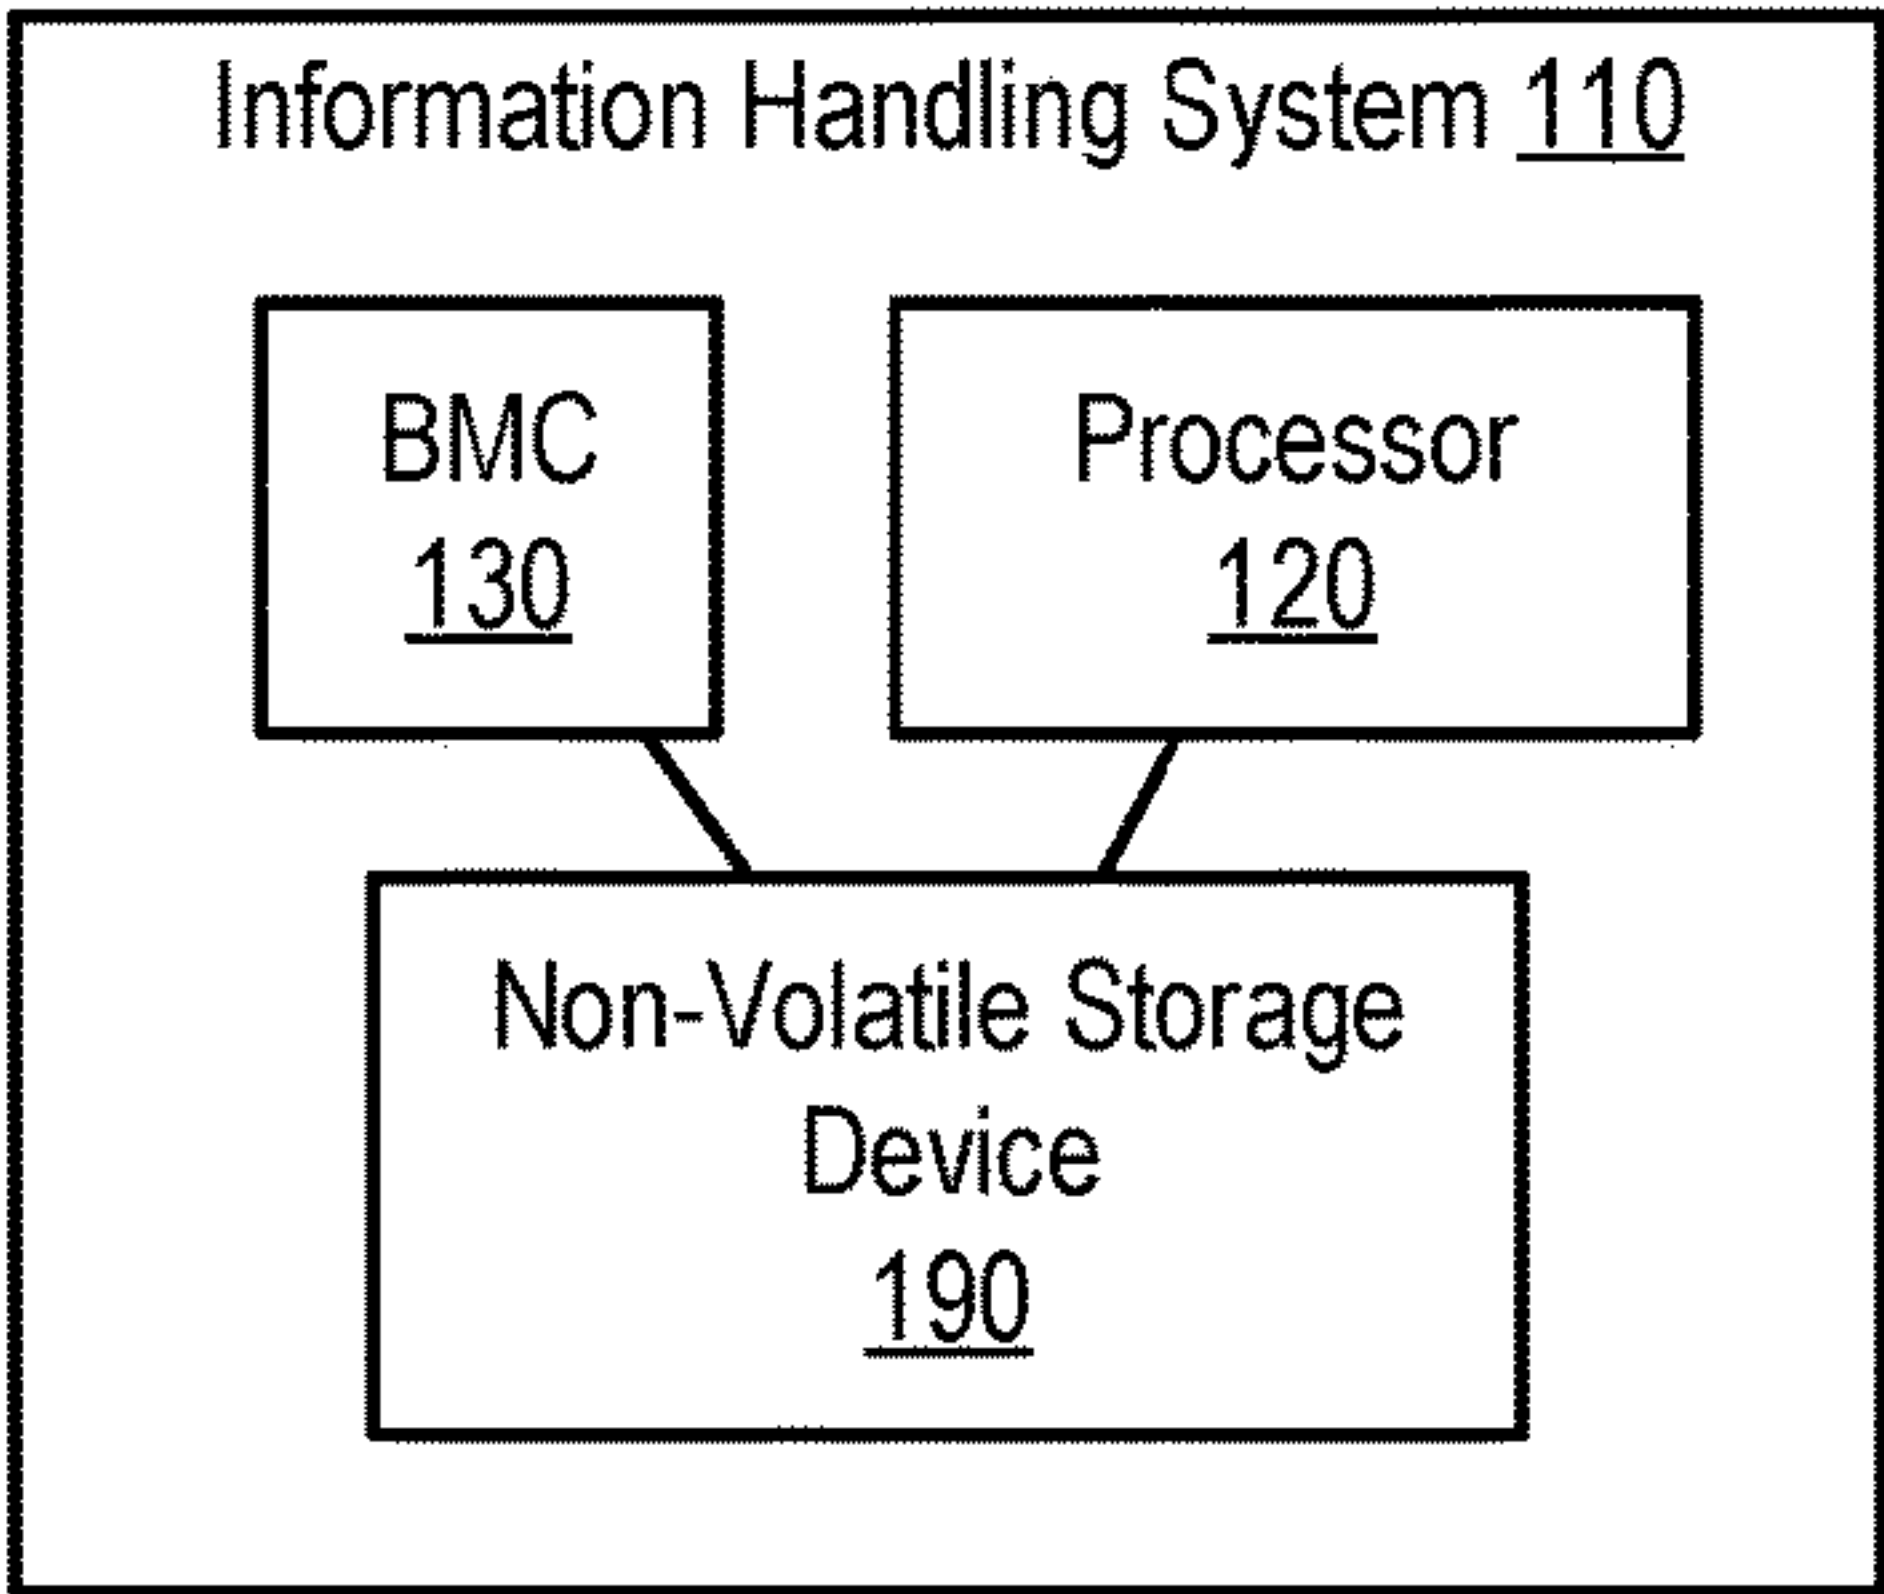 Information Handling System 110
BMC
130
Processor
120
Non-Volatile Storage
Device
190